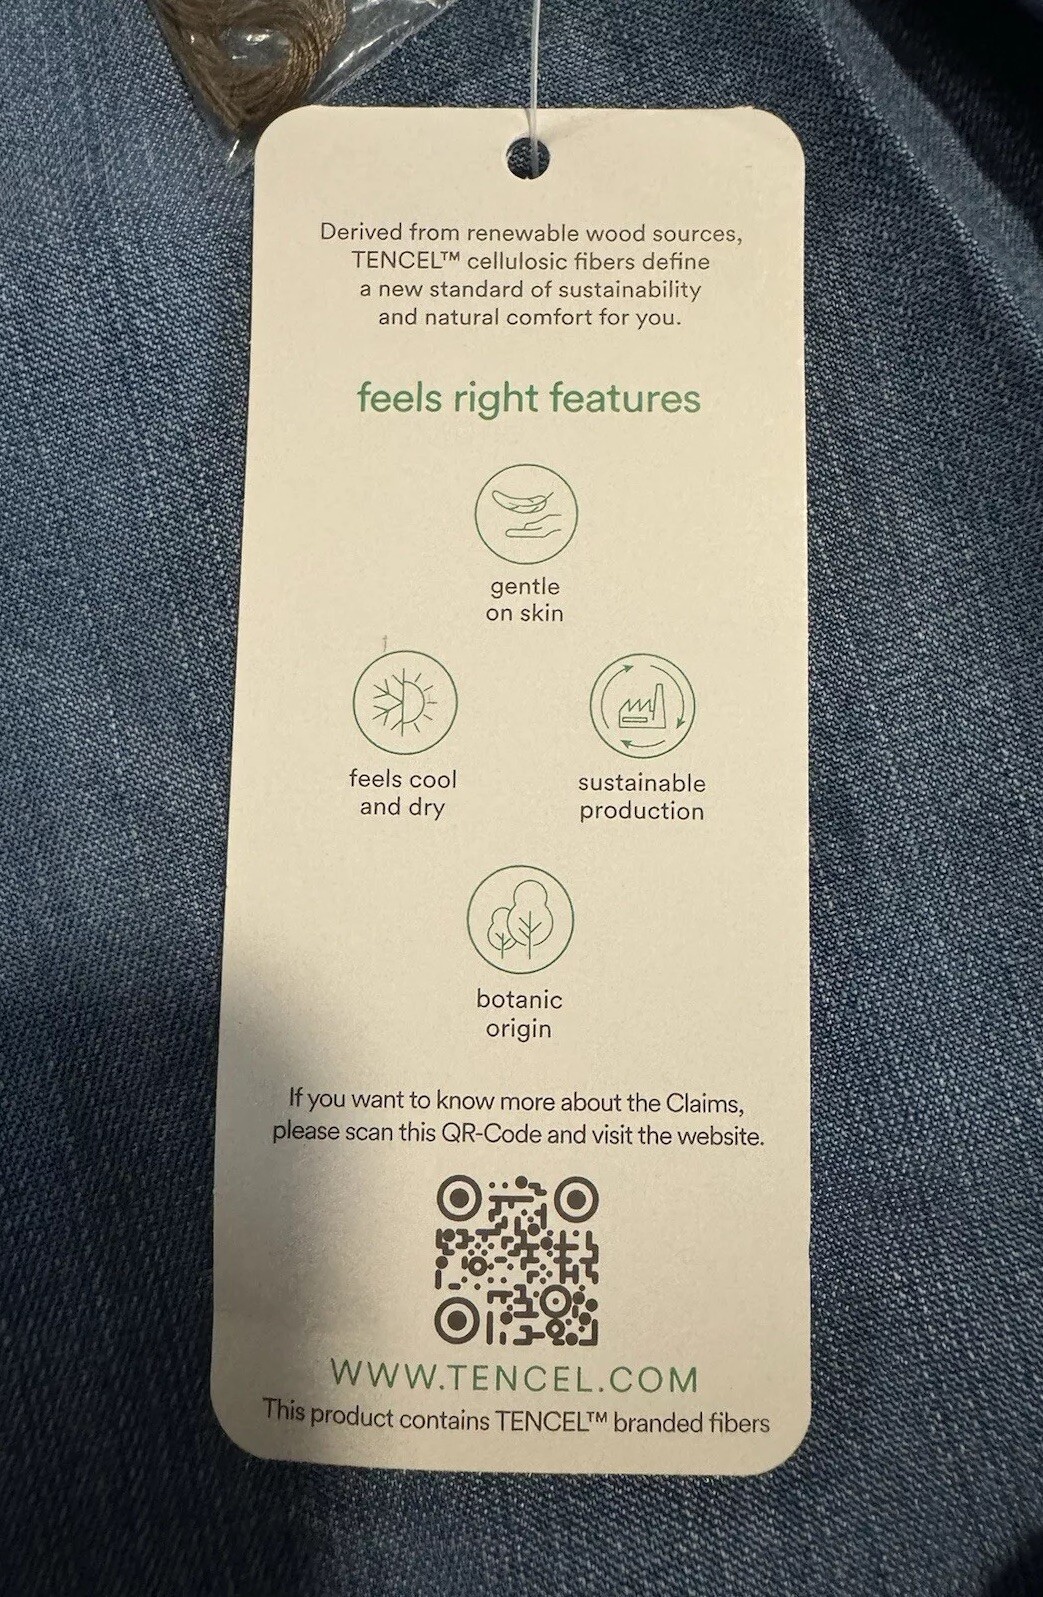 Derived from renewable wood sources,
TENCEL™ cellulosic fibers define
a new standard of sustainability
and natural comfort for you.
feels right features
gentle
on skin
feels cool
and dry
sustainable
production
botanic
origin
If you want to know more about the Claims,
please scan this QR-Code and visit the website.
WWW.TENCEL.COM
This product contains TENCEL™ branded fibers